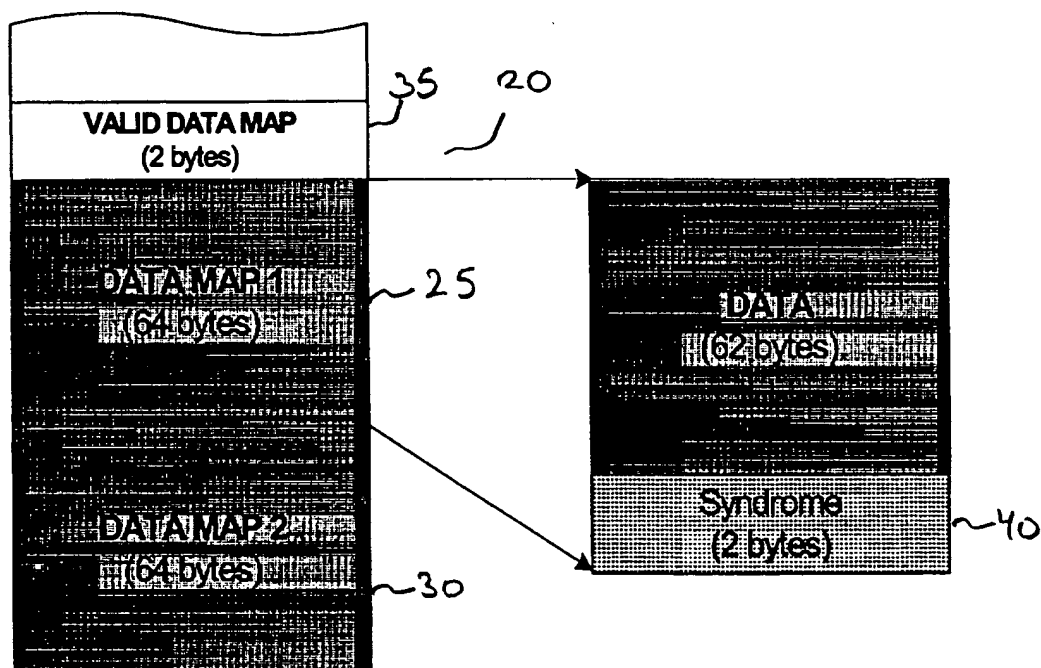 35
20
VALID DATA MAP
(2 bytes)
DATA MAP 1
(64 bytes)
25
DATA
(62 bytes)
DATA MAP 2
(64 bytes)
30
Syndrome
(2 bytes)
40